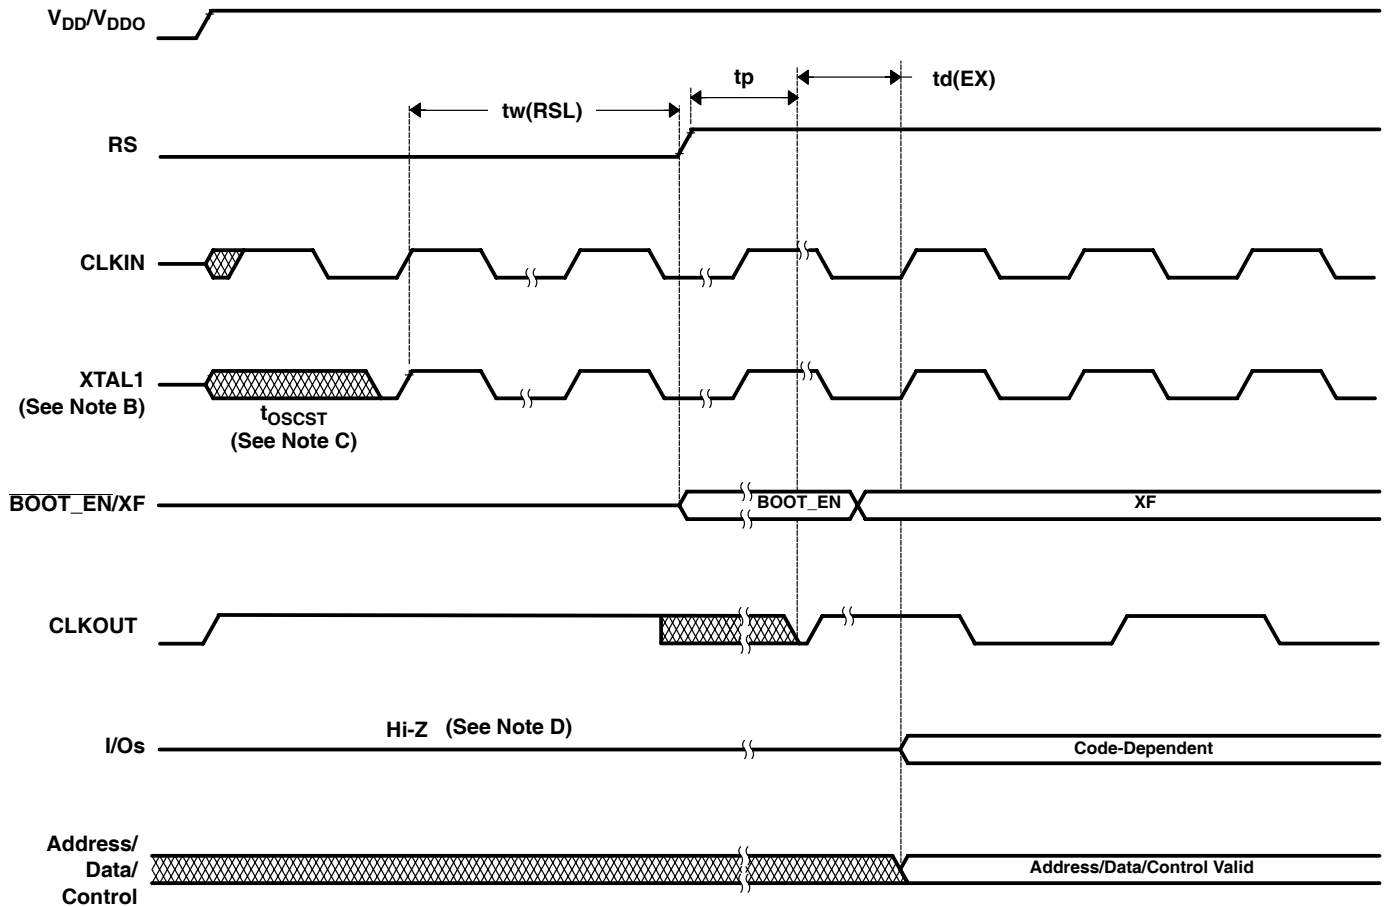 VDD/VDDO
tp
td(EX)
tw(RSL)
RS
CLKIN
XTAL1
(See Note B)
tOSCST
(See Note C)
BOOT_EN/XF
BOOT_EN
XF
CLKOUT
Hi-Z (See Note D)
I/Os
Code-Dependent
Address/
Data/
Control
Address/Data/Control Valid